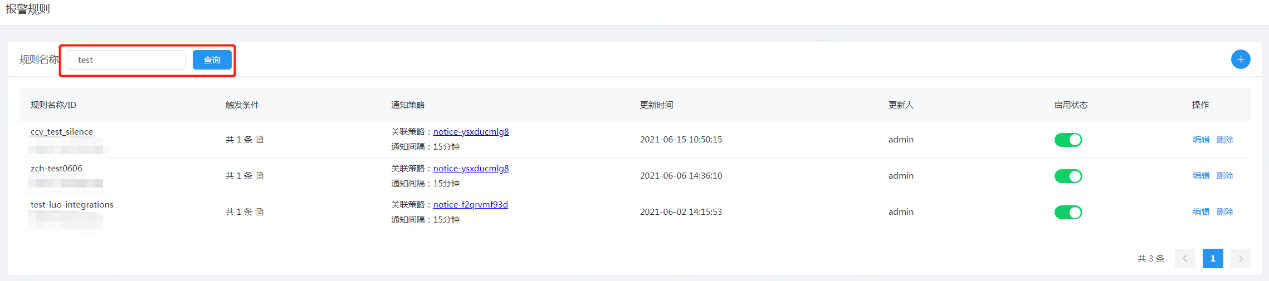 报警规则
规则名称 test 查询
规则名称/ID 触发条件 通知策略 更新时间 更新人 启用状态 操作
ccy_test_silence 共 1 条 关联策略：notice-ysxducmlg8 通知间隔：15分钟 2021-06-15 10:50:15 admin 编辑 删除
zch-test0606 共 1 条 关联策略：notice-ysxducmlg8 通知间隔：15分钟 2021-06-06 14:36:10 admin 编辑 删除
test-luo-integrations 共 1 条 关联策略：notice-f2qrvmf93d 通知间隔：15分钟 2021-06-02 14:15:53 admin 编辑 删除
共 3 条 1